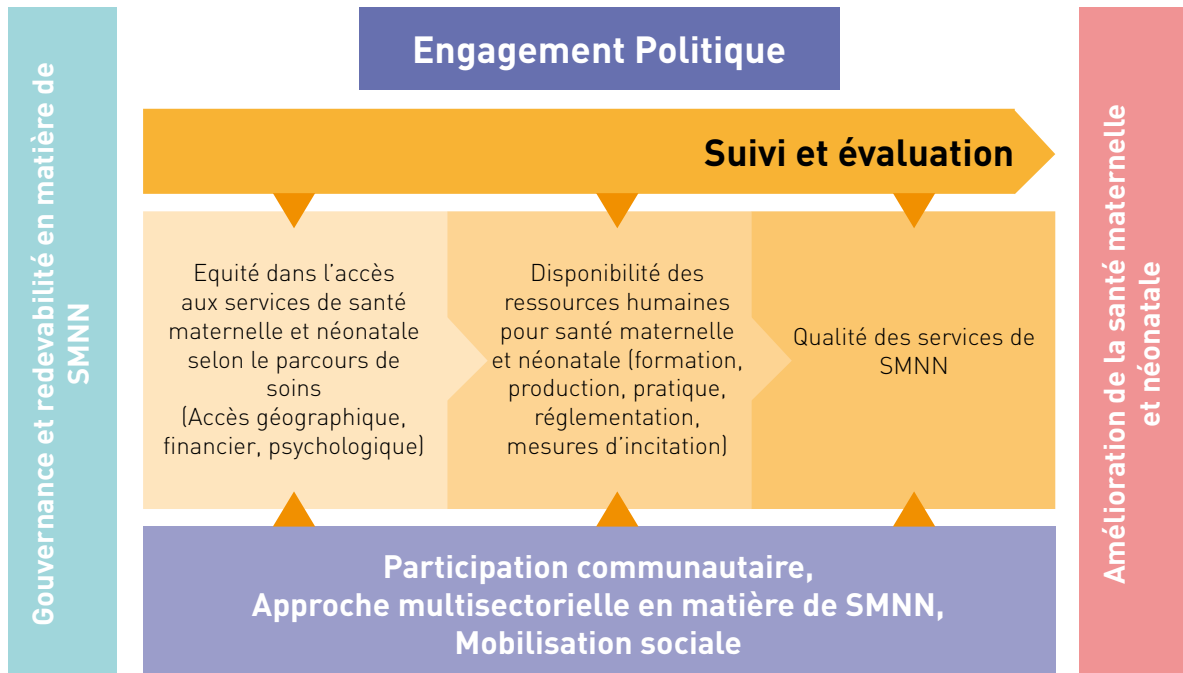 Gouvernance et redevabilité en matière de
SMNN
Engagement Politique
Suivi et évaluation
Equité dans l'accès
aux services de santé
maternelle et néonatale
selon le parcours de
soins
(Accès géographique,
financier, psychologique)
Disponibilité des
ressources humaines
pour santé maternelle
et néonatale (formation,
production, pratique,
réglementation,
mesures d'incitation)
Qualité des services de
SMNN
Participation communautaire,
Approche multisectorielle en matière de SMNN,
Mobilisation sociale
Amélioration de la santé maternelle
et néonatale